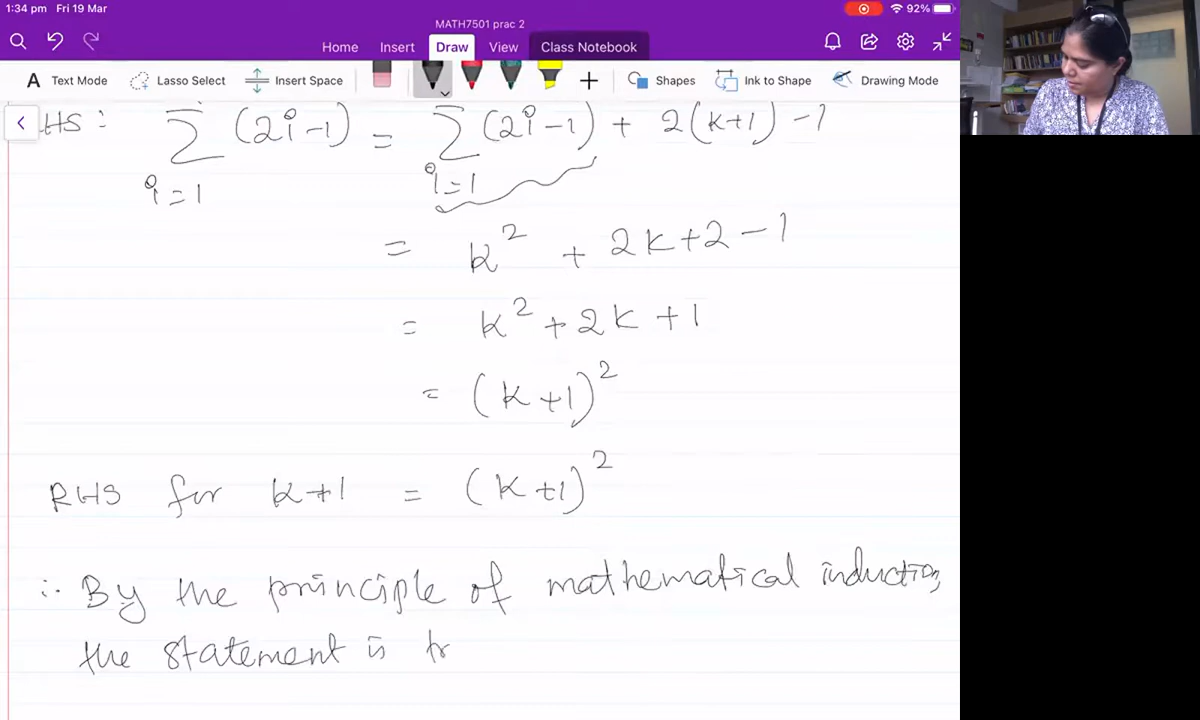 1:34 pm Fri 19 Mar
92%
MATH7501 prac 2
Home Insert Draw View Class Notebook
A Text Mode Lasso Select Insert Space Shapes Ink to Shape Drawing Mode
HS: ∑ (2i-1) = ∑ (2i-1) + 2(k+1) -1
i=1 i=1
= k² + 2k+2-1
= k² + 2k + 1
= (k+1)²
RHS for k+1 = (k+1)²
∴ By the principle of mathematical induction,
the statement is tr